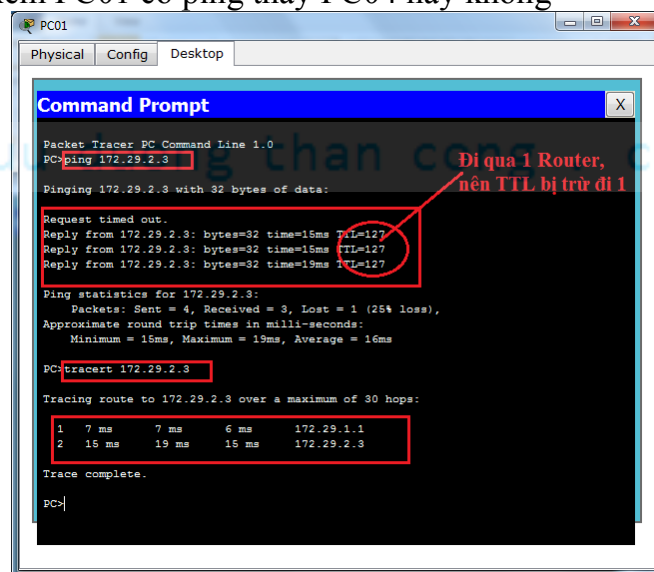 PC01 có ping thấy PC04 hay không
PC01
Physical Config Desktop
Command Prompt
X
Packet Tracer PC Command Line 1.0
PC>ping 172.29.2.3
Pinging 172.29.2.3 with 32 bytes of data:
Đi qua 1 Router,
nên TTL bị trừ đi 1
Request timed out.
Reply from 172.29.2.3: bytes=32 time=15ms TTL=127
Reply from 172.29.2.3: bytes=32 time=15ms TTL=127
Reply from 172.29.2.3: bytes=32 time=19ms TTL=127
Ping statistics for 172.29.2.3:
Packets: Sent = 4, Received = 3, Lost = 1 (25% loss),
Approximate round trip times in milli-seconds:
Minimum = 15ms, Maximum = 19ms, Average = 16ms
PC>tracert 172.29.2.3
Tracing route to 172.29.2.3 over a maximum of 30 hops:
1 7 ms 7 ms 6 ms 172.29.1.1
2 15 ms 19 ms 15 ms 172.29.2.3
Trace complete.
PC>